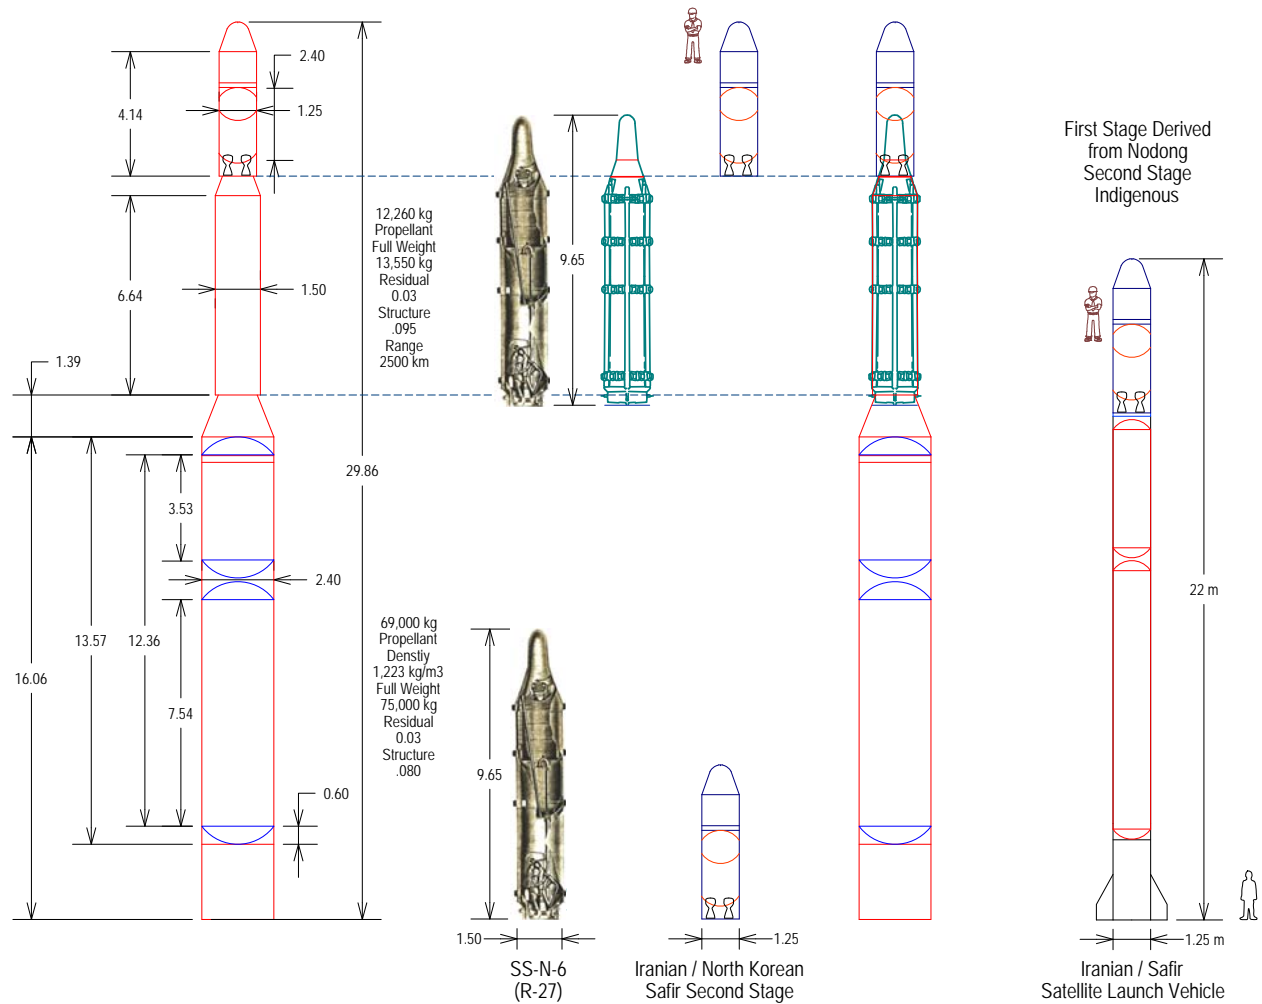 2.40
4.14
1.25
First Stage Derived
from Nodong
Second Stage
Indigenous
12,260 kg
Propellant
Full Weight
13,550 kg
Residual
0.03
Structure
.095
Range
2500 km
9.65
6.64
1.50
1.39
29.86
3.53
2.40
22 m
69,000 kg
Propellant
Denstiy
1,223 kg/m3
Full Weight
75,000 kg
Residual
0.03
Structure
.080
13.57
12.36
16.06
7.54
9.65
0.60
1.50
1.25
1.25 m
SS-N-6
(R-27)
Iranian / North Korean
Safir Second Stage
Iranian / Safir
Satellite Launch Vehicle